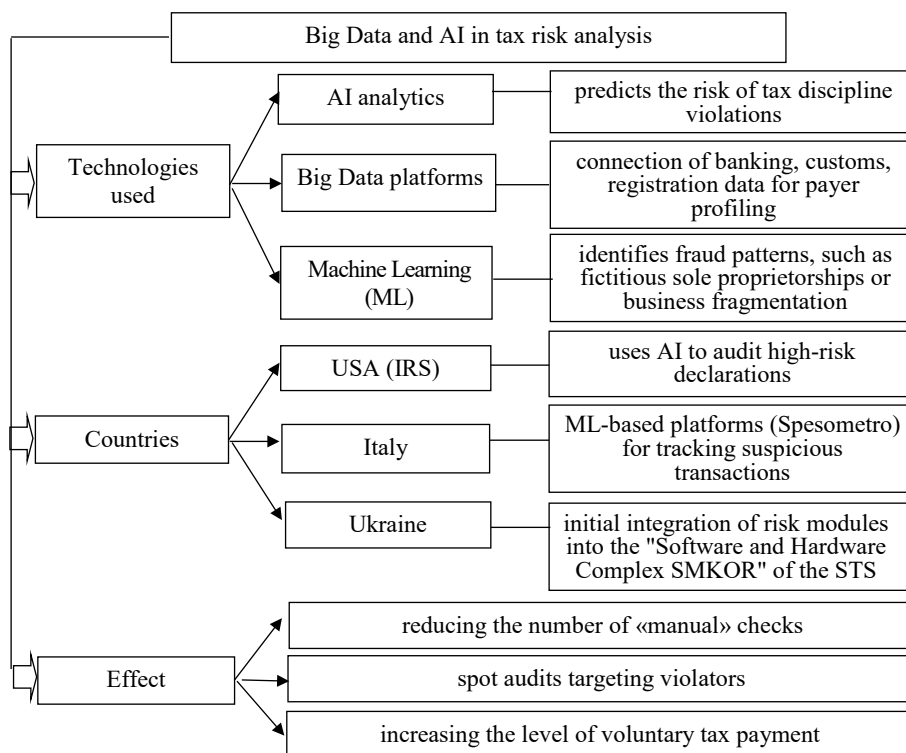 Big Data and AI in tax risk analysis
Technologies
used
AI analytics
predicts the risk of tax discipline
violations
Big Data platforms
connection of banking, customs,
registration data for payer
profiling
Machine Learning
(ML)
identifies fraud patterns, such as
fictitious sole proprietorships or
business fragmentation
Countries
USA (IRS)
uses AI to audit high-risk
declarations
Italy
ML-based platforms (Spesometro)
for tracking suspicious
transactions
Ukraine
initial integration of risk modules
into the "Software and Hardware
Complex SMKOR" of the STS
Effect
reducing the number of «manual» checks
spot audits targeting violators
increasing the level of voluntary tax payment